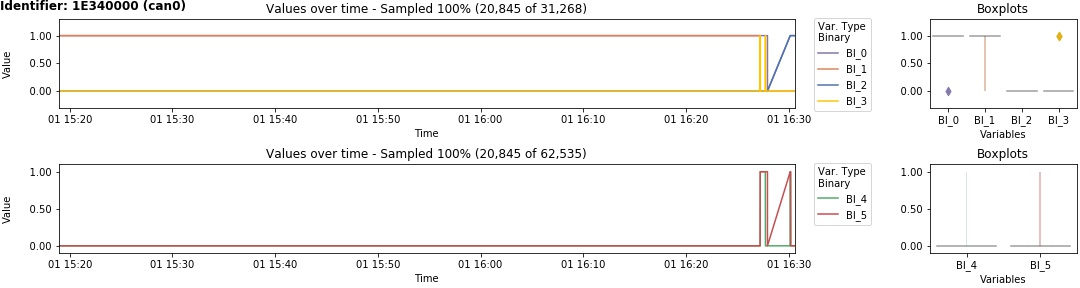 Identifier: 1E340000 (can0)
Values over time - Sampled 100% (20,845 of 31,268)
Boxplots
Value
1.00
0.50
0.00
01 15:20
01 15:30
01 15:40
01 15:50
01 16:00
01 16:10
01 16:20
01 16:30
Time
Var. Type
Binary
BI_0
BI_1
BI_2
BI_3
1.00
0.50
0.00
BI_0
BI_1
BI_2
BI_3
Variables
Values over time - Sampled 100% (20,845 of 62,535)
Boxplots
Value
1.00
0.50
0.00
01 15:20
01 15:30
01 15:40
01 15:50
01 16:00
01 16:10
01 16:20
01 16:30
Time
Var. Type
Binary
BI_4
BI_5
1.00
0.50
0.00
BI_4
BI_5
Variables